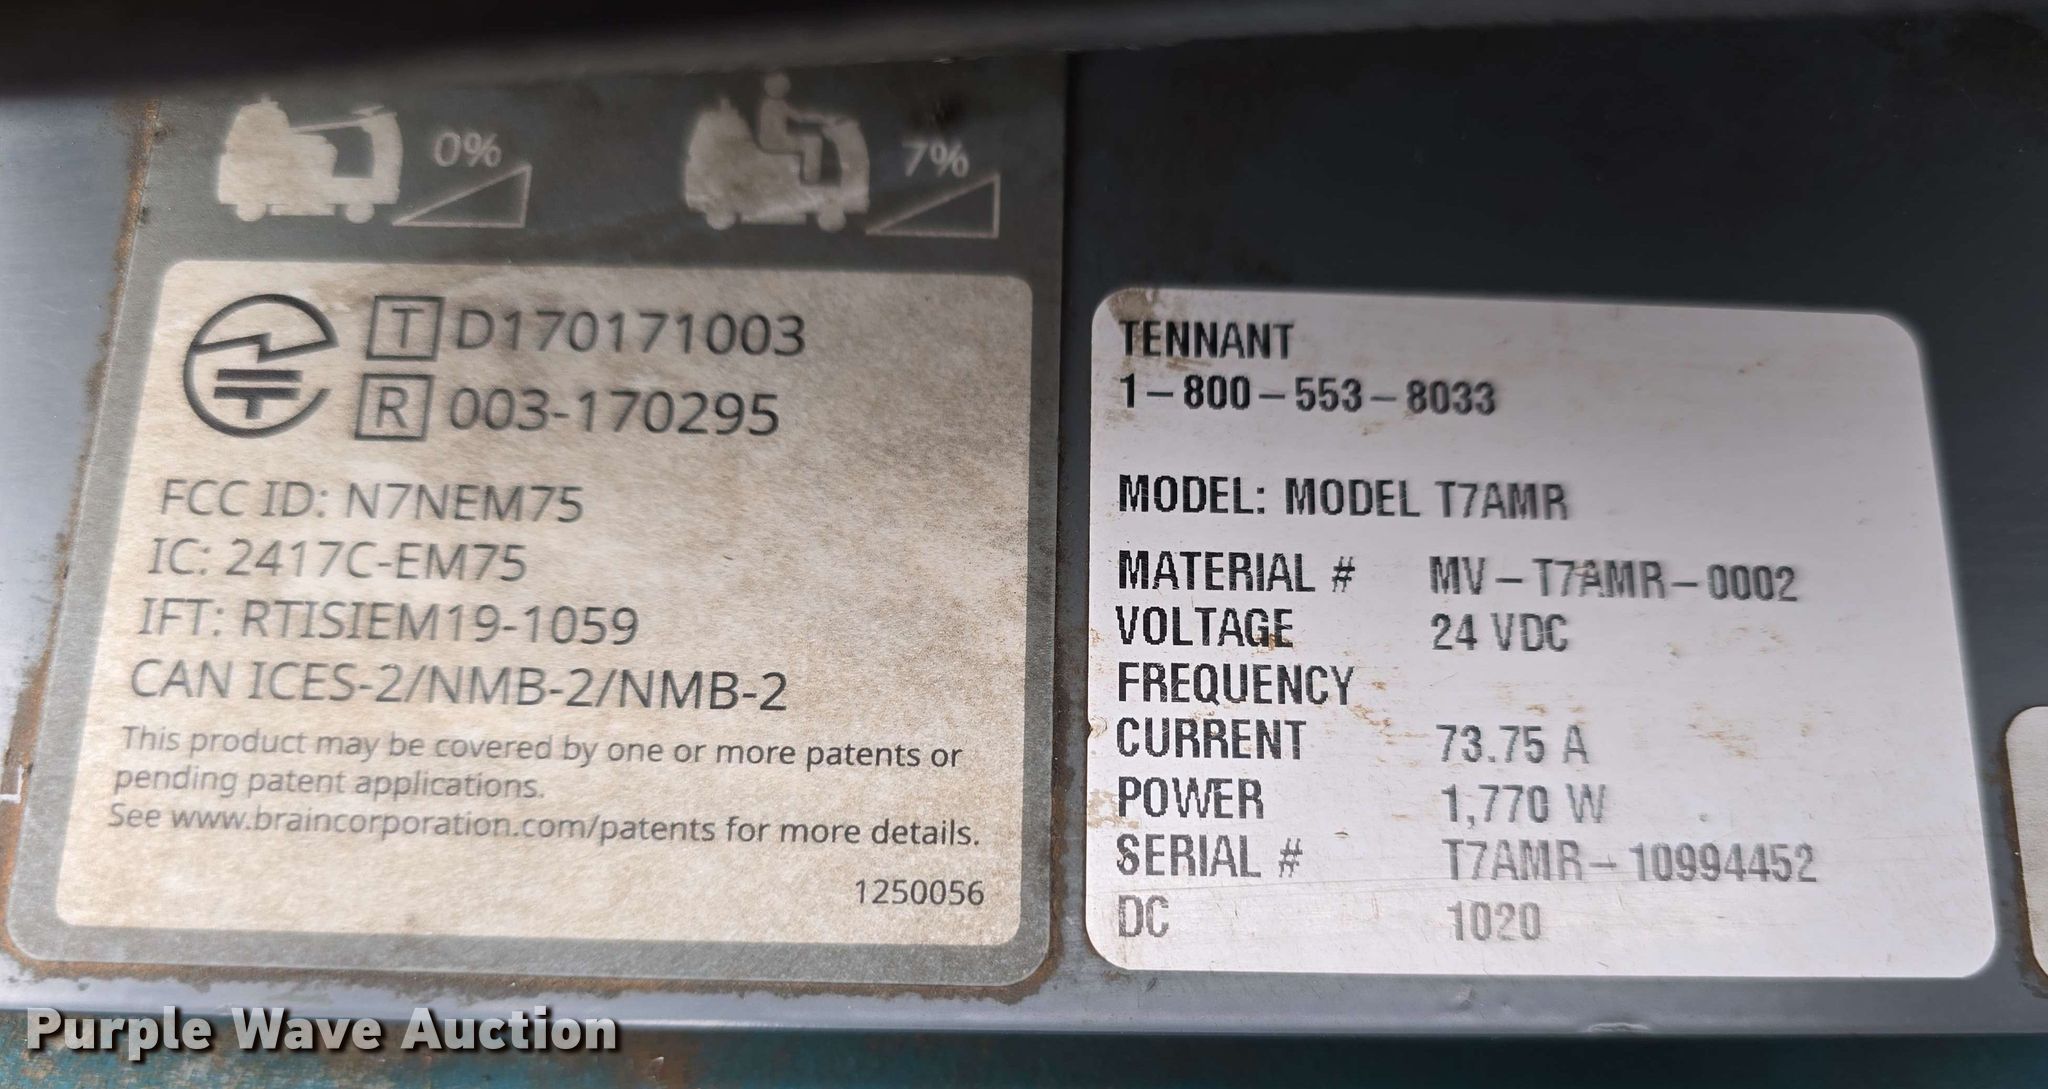 0%
7%
T D170171003
R 003-170295
FCC ID: N7NEM75
IC: 2417C-EM75
IFT: RTISIEM19-1059
CAN ICES-2/NMB-2/NMB-2
This product may be covered by one or more patents or
pending patent applications.
See www.braincorporation.com/patents for more details.
1250056
TENNANT
1-800-553-8033
MODEL: MODEL T7AMR
MATERIAL # MV-T7AMR-0002
VOLTAGE 24 VDC
FREQUENCY
CURRENT 73.75 A
POWER 1,770 W
SERIAL # T7AMR-10994452
DC 1020
Purple Wave Auction